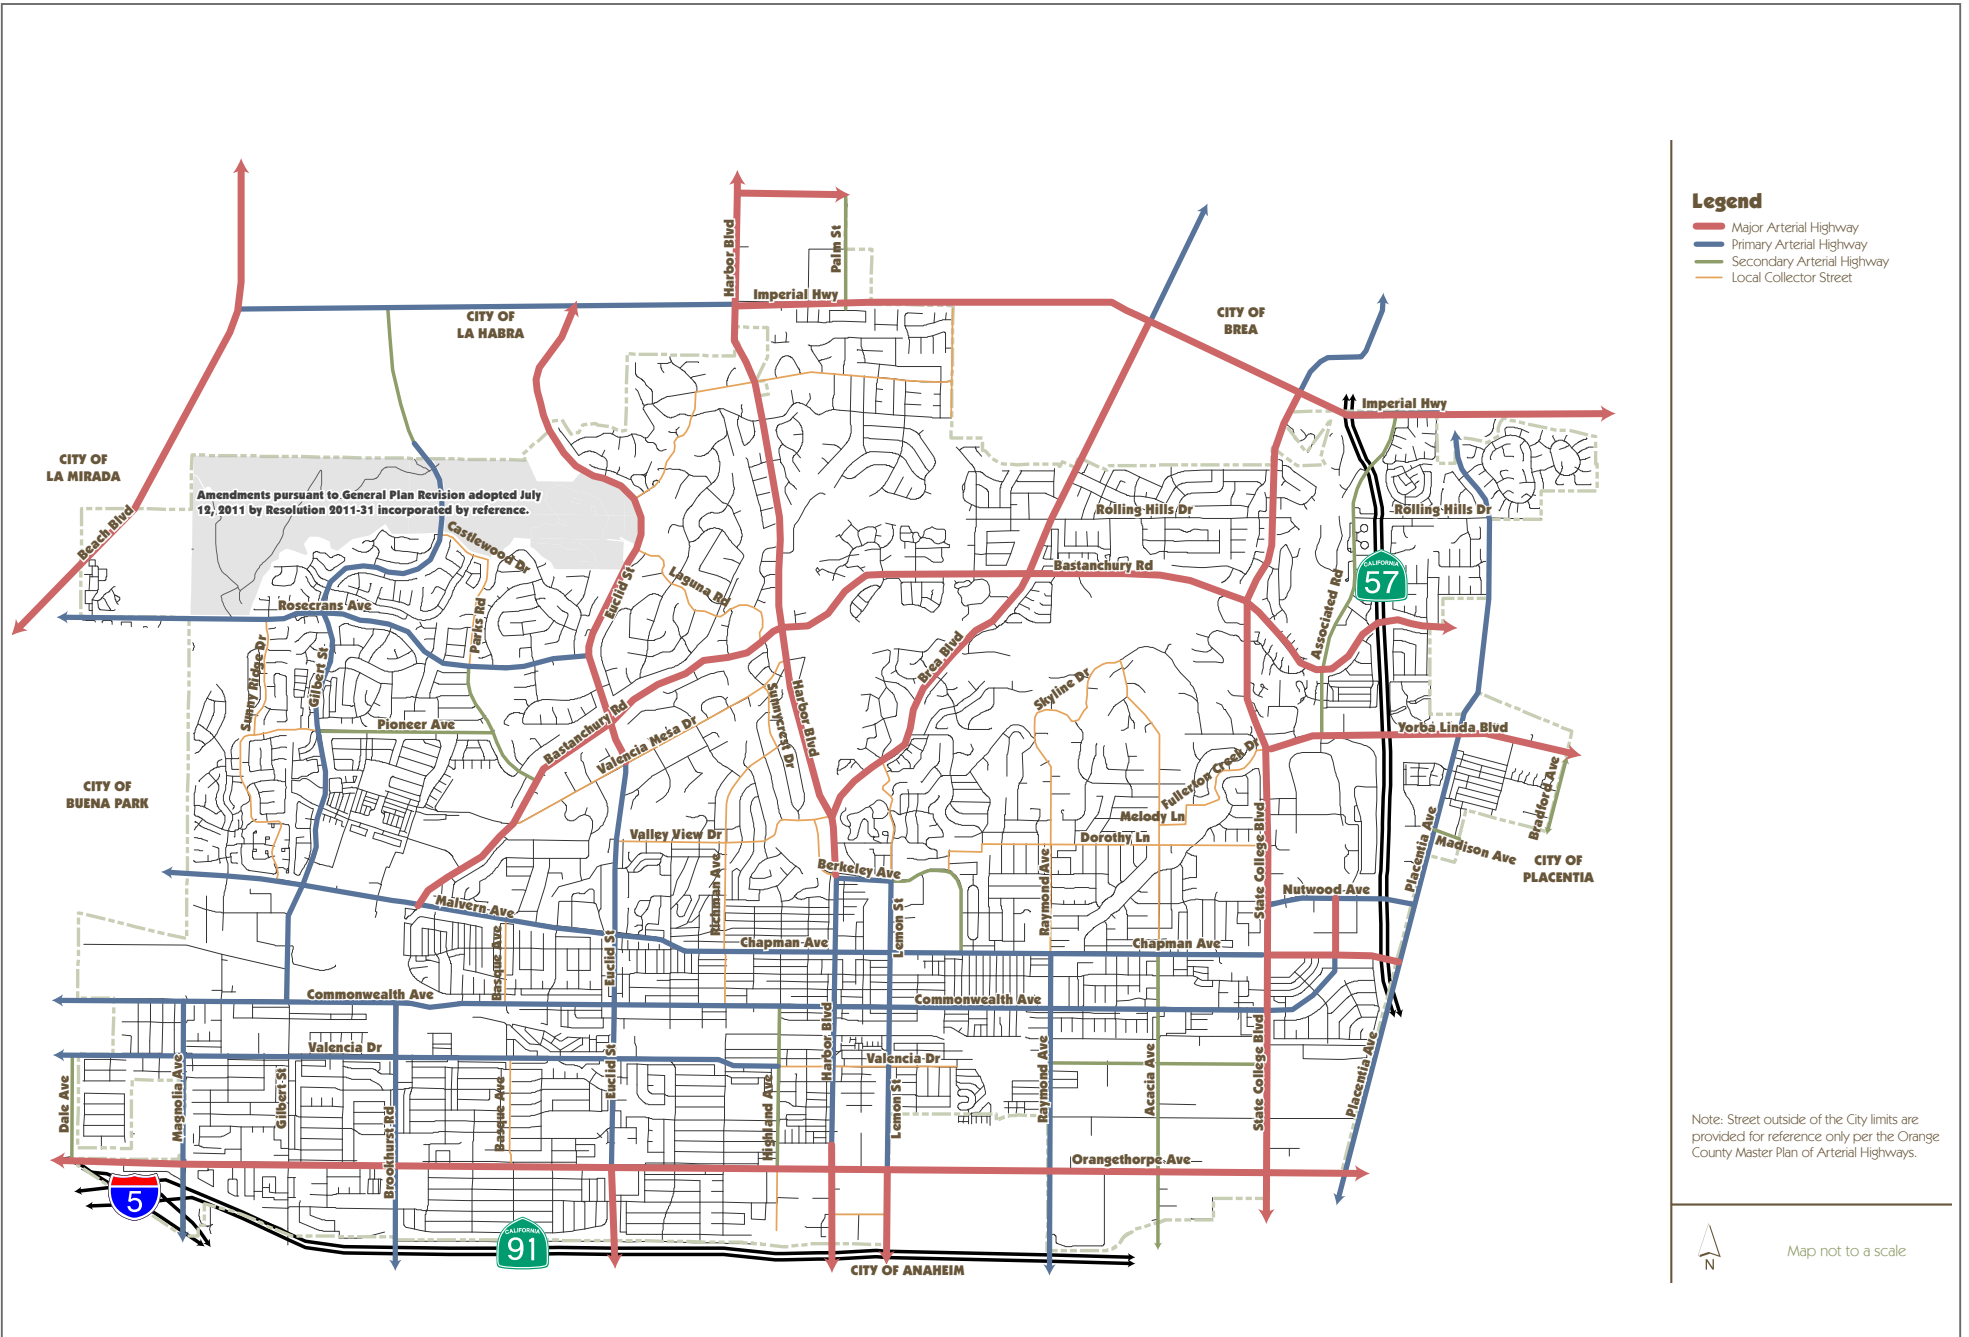 Harbor Blvd
Palm St
Imperial Hwy
CITY OF
LA HABRA
CITY OF
BREA
Legend
Major Arterial Highway
Primary Arterial Highway
Secondary Arterial Highway
Local Collector Street
Imperial Hwy
CITY OF
LA MIRADA
Beach Blvd
Amendments pursuant to General Plan Revision adopted July
12, 2011 by Resolution 2011-31 incorporated by reference.
Castlewood Dr
Rolling Hills Dr
Rolling Hills Dr
Bastanchury Rd
CALIFORNIA
57
Laguna Rd
Euclid St
Rosecrans Ave
Parks Rd
Associated Rd
Sunny Ridge Dr
Gilbert St
Brea Blvd
Skyline Dr
Pioneer Ave
Bastanchury Rd
Valencia Mesa Dr
Sunnycrest Dr
Harbor Blvd
Yorba Linda Blvd
Fullerton Creek Dr
Bradford Ave
CITY OF
BUENA PARK
Melody Ln
Valley View Dr
Dorothy Ln
State College Blvd
Placentia Ave
Madison Ave
CITY OF
PLACENTIA
Berkeley Ave
Richman Ave
Raymond Ave
Nutwood Ave
Malvern Ave
Lemon St
Basque Ave
Euclid St
Chapman Ave
Chapman Ave
Commonwealth Ave
Commonwealth Ave
Harbor Blvd
Valencia Dr
Valencia Dr
State College Blvd
Dale Ave
Magnolia Ave
Gilbert St
Brookhurst Rd
Basque Ave
Euclid St
Highland Ave
Lemon St
Raymond Ave
Acacia Ave
Placentia Ave
Orangethorpe Ave
Note: Street outside of the City limits are
provided for reference only per the Orange
County Master Plan of Arterial Highways.
5
CALIFORNIA
91
CITY OF ANAHEIM
N
Map not to a scale